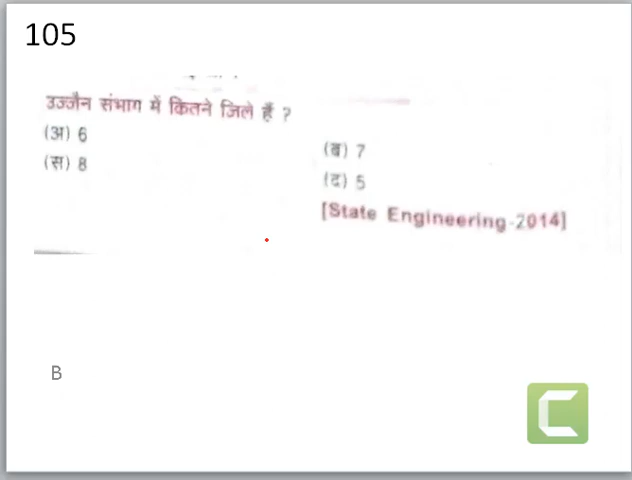 105
उज्जैन संभाग में कितने जिले हैं ?
(अ) 6
(ब) 7
(स) 8
(द) 5
[State Engineering-2014]
B